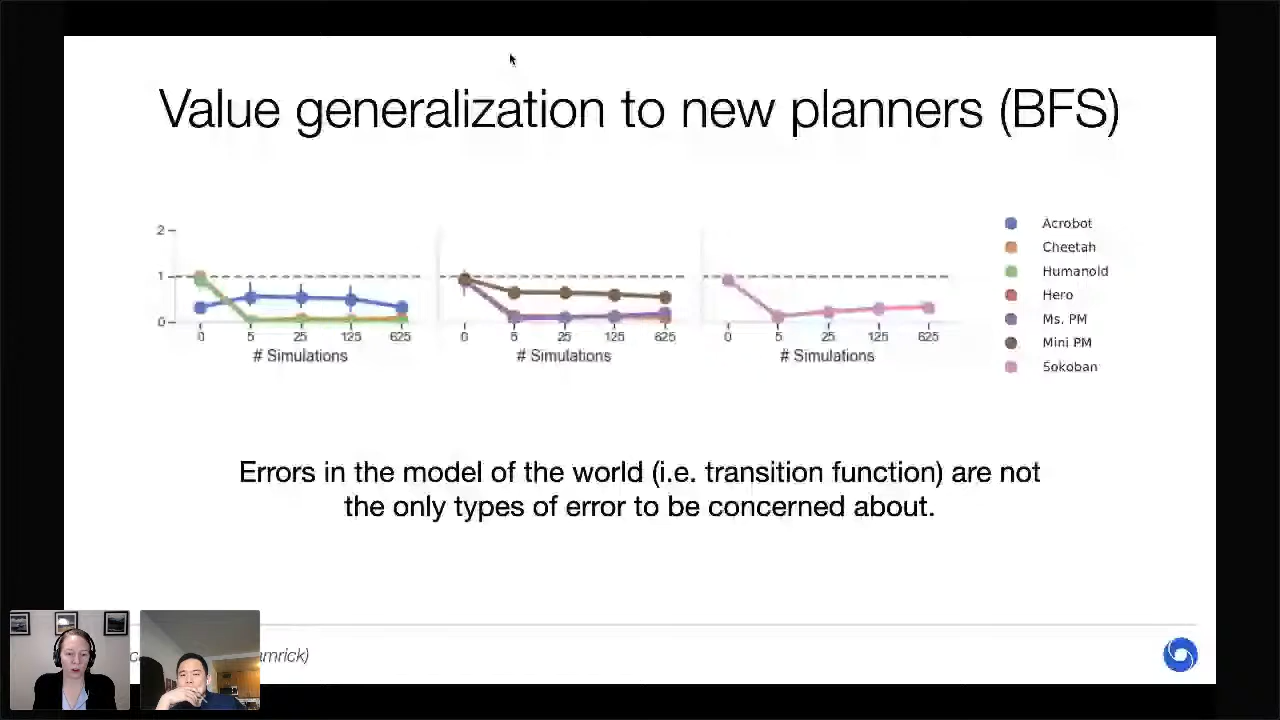 Value generalization to new planners (BFS)
2
1
0
0 5 25 125 625
# Simulations
0 5 25 125 625
# Simulations
0 5 25 125 625
# Simulations
Acrobot
Cheetah
Humanoid
Hero
Ms. PM
Mini PM
Sokoban
Errors in the model of the world (i.e. transition function) are not
the only types of error to be concerned about.
amrick)